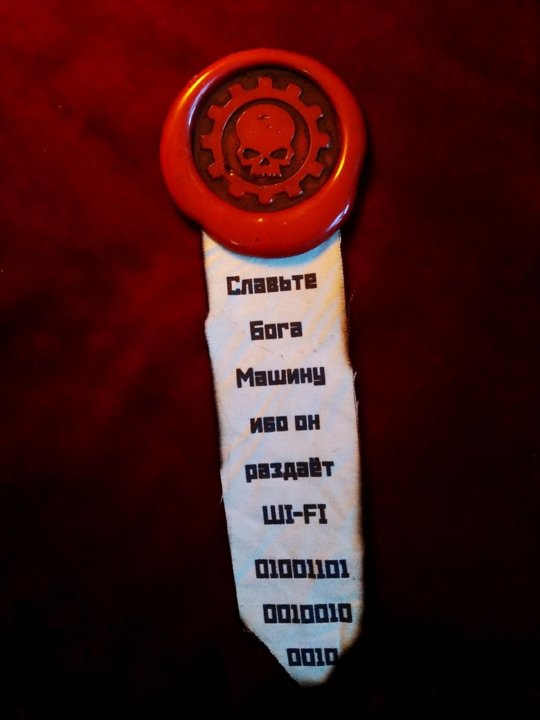 Славьте
Бога
Машину
ибо он
раздаёт
WI-FI
01001101
0010010
0010